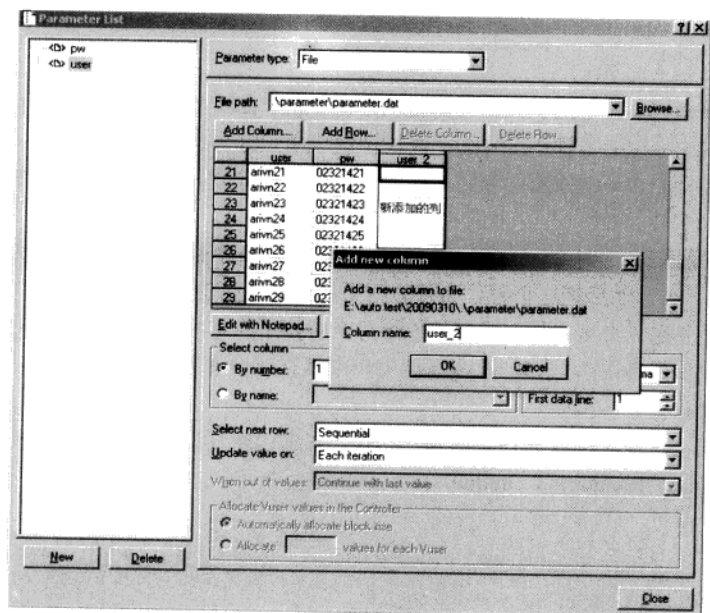 Parameter List
pw
user
Parameter type: File
File path: .\parameter\parameter.dat Browse...
Add Column... Add Row... Delete Column... Delete Row...
user pw user_2
21 arivn21 02321421
22 arivn22 02321422
23 arivn23 02321423 新添加的列
24 arivn24 02321424
25 arivn25 02321425
26 arivn26
27 arivn27 023
28 arivn28 023
29 arivn29 023
Add new column
Add a new column to file:
E:\auto test\20090310\.\parameter\parameter.dat
Column name: user_2
OK Cancel
Edit with Notepad...
Select column
By number: 1
By name:
First data line: 1
Select next row: Sequential
Update value on: Each iteration
When out of values: Continue with last value
Allocate Vuser values in the Controller
Automatically allocate block size
Allocate values for each Vuser
New Delete
Close